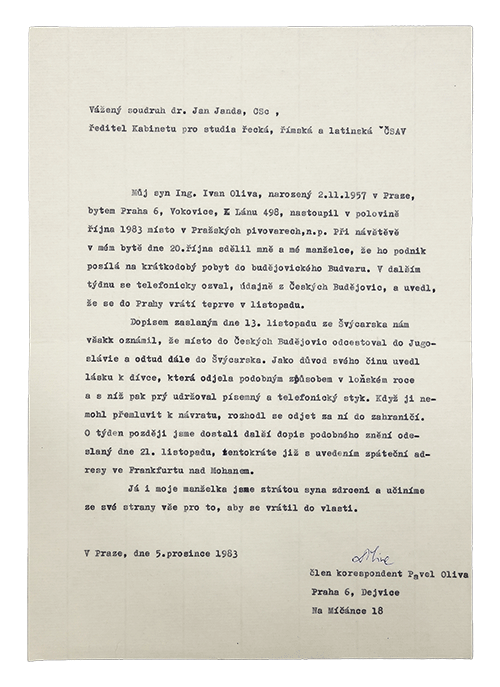 Vážený soudruh dr. Jan Janda, CSc ,
ředitel Kabinetu pro studia řecká, římská a latinská ČSAV
Můj syn Ing. Ivan Oliva, narozený 2.11.1957 v Praze,
bytem Praha 6, Vokovice, K Lánu 498, nastoupil v polovině
října 1983 místo v Pražských pivovarech,n.p. Při návštěvě
v mém bytě dne 20.října sdělil mně a mé manželce, že ho podnik
posílá na krátkodobý pobyt do budějovického Budvaru. V dalším
týdnu se telefonicky ozval, údajně z Českých Budějovic, a uvedl,
že se do Prahy vrátí teprve v listopadu.
Dopisem zaslaným dne 13. listopadu ze Švýcarska nám
však oznámil, že místo do Českých Budějovic odcestoval do Jugo-
slávie a odtud dále do Švýcarska. Jako důvod svého činu uvedl
lásku k dívce, která odjela podobným způsobem v loňském roce
a s níž pak prý udržoval písemný a telefonický styk. Když ji ne-
mohl přemluvit k návratu, rozhodl se odjet za ní do zahraničí.
O týden později jsme dostali další dopis podobného znění ode-
slaný dne 21. listopadu, tentokráte již s uvedením zpáteční ad-
resy ve Frankfurtu nad Mohanem.
Já i moje manželka jsme ztrátou syna zdrceni a učiníme
ze své strany vše pro to, aby se vrátil do vlasti.
V Praze, dne 5.prosince 1983
Oliva
člen korespondent Pavel Oliva
Praha 6, Dejvice
Na Míčánce 18